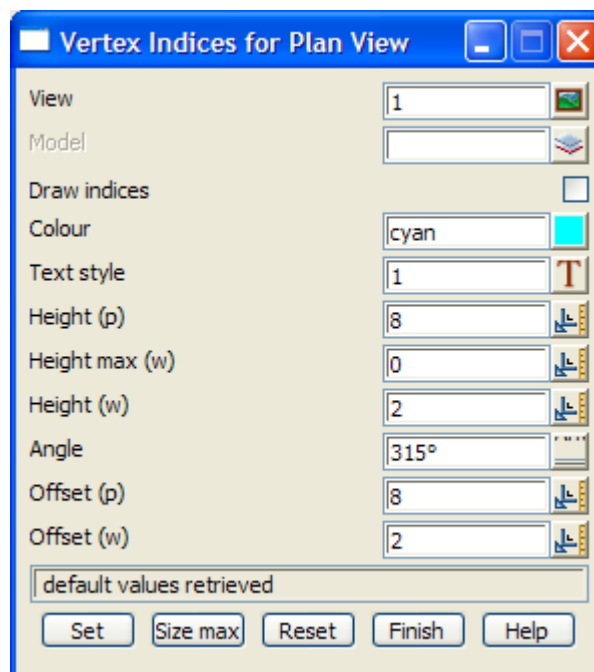 Vertex Indices for Plan View
View 1
Model
Draw indices
Colour cyan
Text style 1 T
Height (p) 8
Height max (w) 0
Height (w) 2
Angle 315°
Offset (p) 8
Offset (w) 2
default values retrieved
Set Size max Reset Finish Help